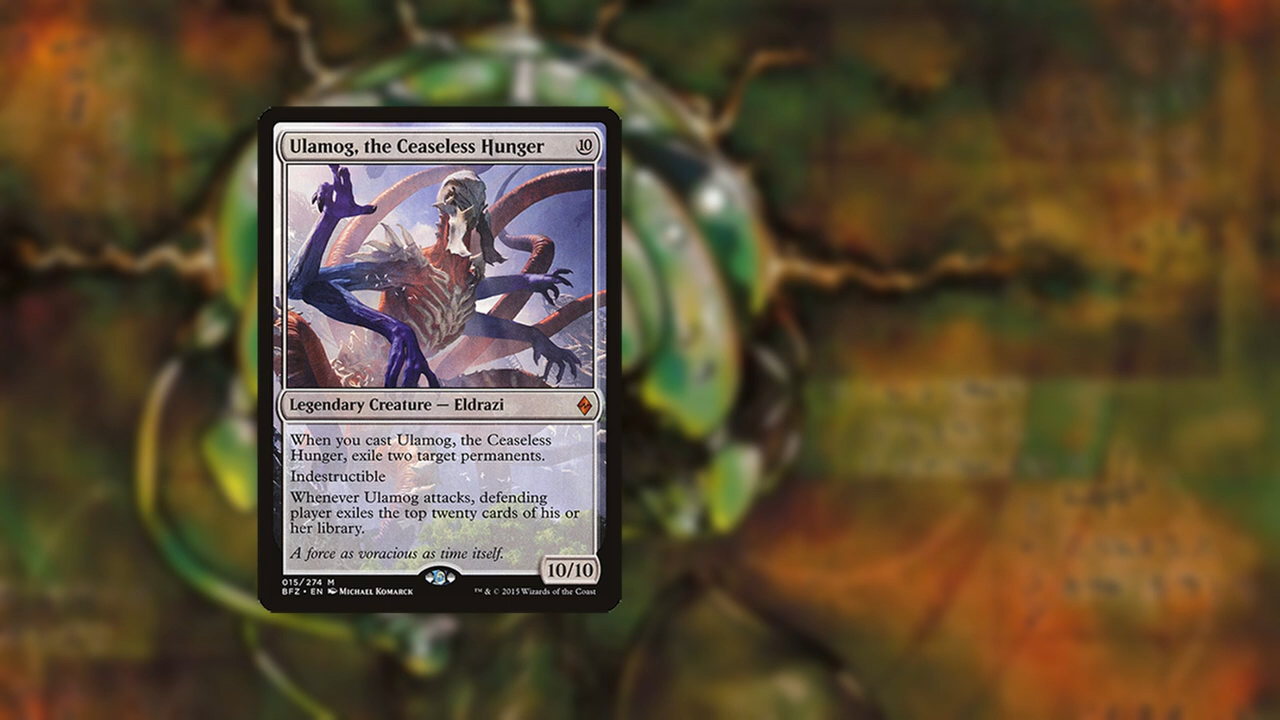 Ulamog, the Ceaseless Hunger 10
Legendary Creature — Eldrazi
When you cast Ulamog, the Ceaseless
Hunger, exile two target permanents.
Indestructible
Whenever Ulamog attacks, defending
player exiles the top twenty cards of his or
her library.
A force as voracious as time itself.
10/10
015/274 M
BFZ • EN Michael Komarck ™ & © 2015 Wizards of the Coast